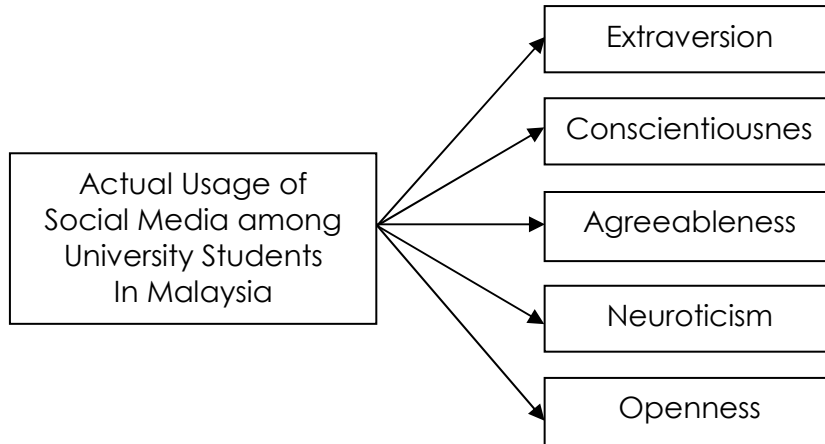 Extraversion
Conscientiousnes
Actual Usage of
Social Media among
University Students
In Malaysia
Agreeableness
Neuroticism
Openness